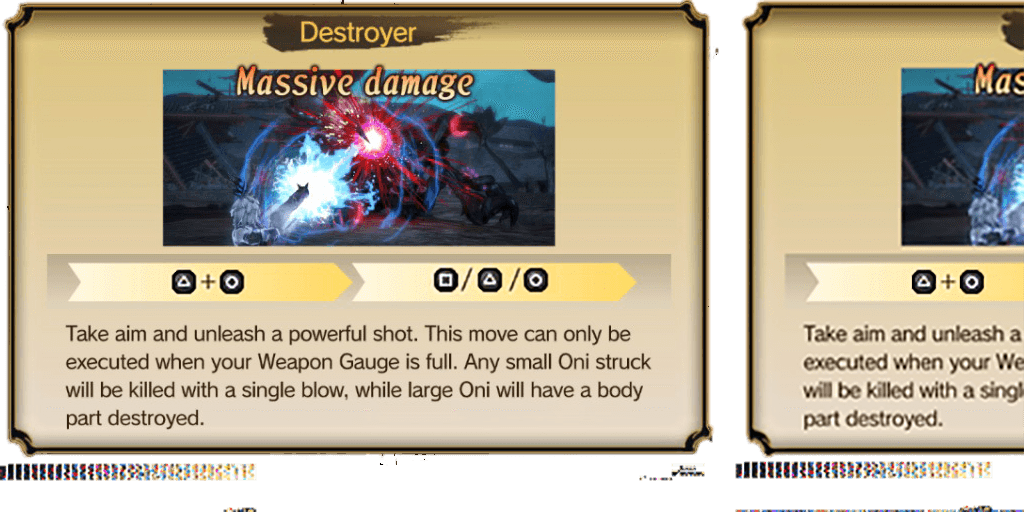 Destroyer
Massive damage
△ + ○
□ / △ / ○
Take aim and unleash a powerful shot. This move can only be
executed when your Weapon Gauge is full. Any small Oni struck
will be killed with a single blow, while large Oni will have a body
part destroyed.
Mas
△ + ○
Take aim and unleash a
executed when your We
will be killed with a singl
part destroyed.